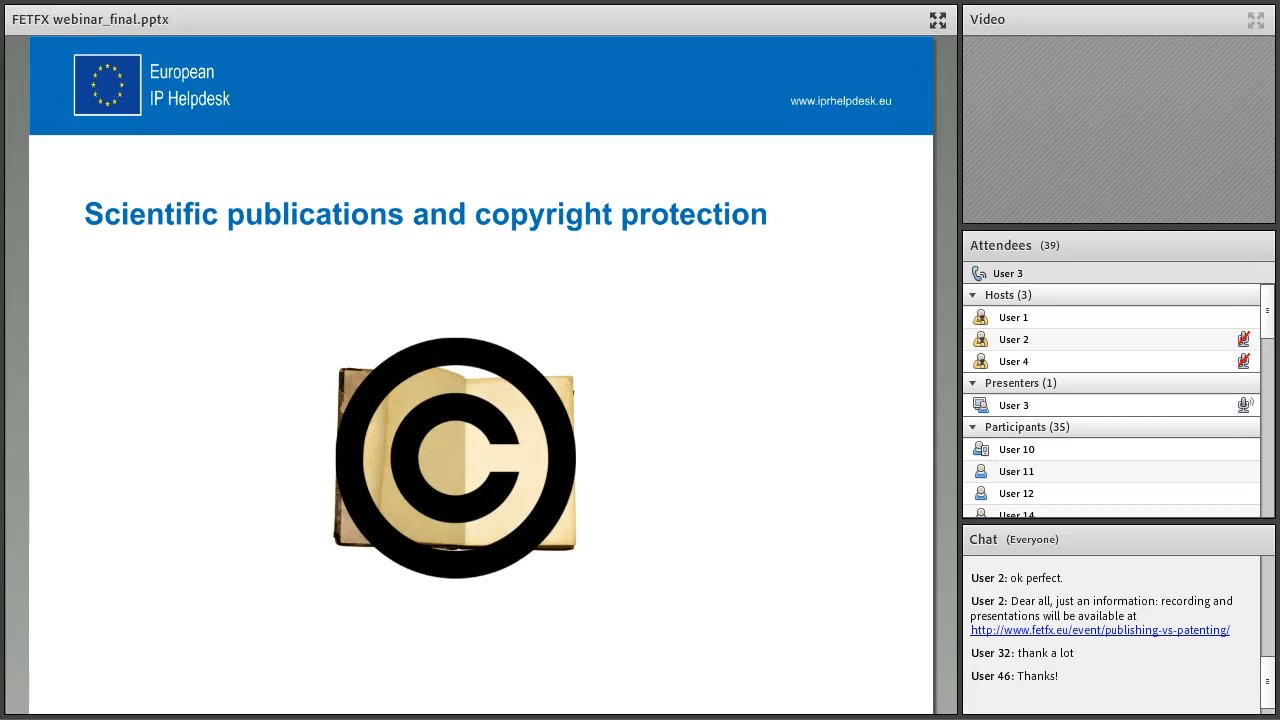 FETFX webinar_final.pptx
European
IP Helpdesk
www.iprhelpdesk.eu
Scientific publications and copyright protection
Video
Attendees (39)
User 3
Hosts (3)
User 1
User 2
User 4
Presenters (1)
User 3
Participants (35)
User 10
User 11
User 12
User 14
Chat (Everyone)
User 2: ok perfect.
User 2: Dear all, just an information: recording and
presentations will be available at
http://www.fetfx.eu/event/publishing-vs-patenting/
User 32: thank a lot
User 46: Thanks!